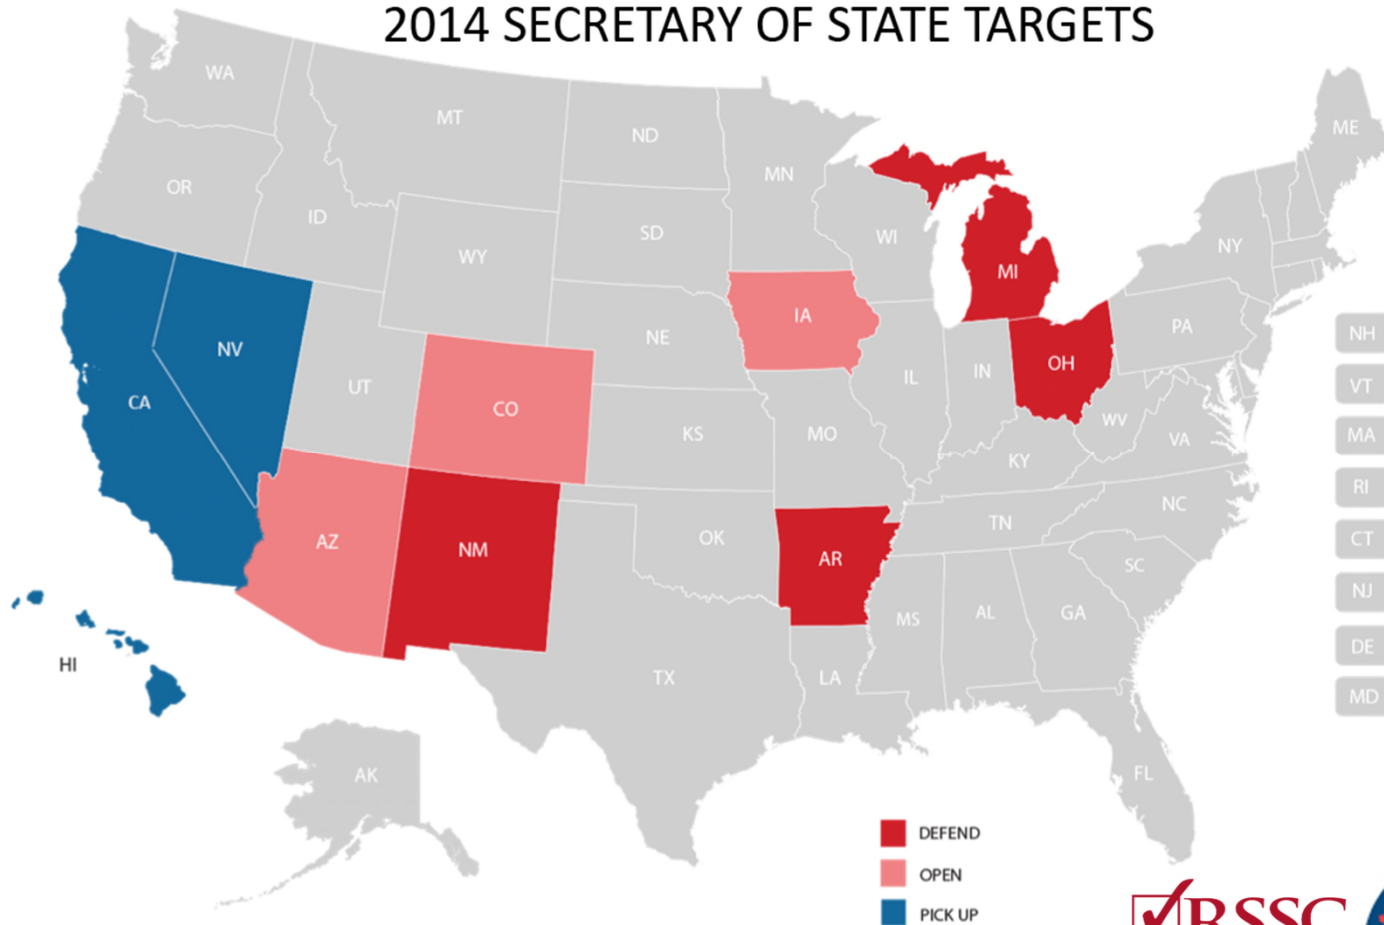 2014 SECRETARY OF STATE TARGETS
WA
MT
ND
MN
ME
OR
ID
SD
WI
NY
WY
MI
IA
NE
PA
NH
NV
OH
UT
IL
IN
VT
CA
CO
WV
KS
MO
VA
MA
KY
RI
NC
TN
AZ
NM
OK
AR
CT
SC
MS
AL
GA
NJ
HI
TX
LA
DE
MD
AK
FL
DEFEND
OPEN
PICK UP
RSSC